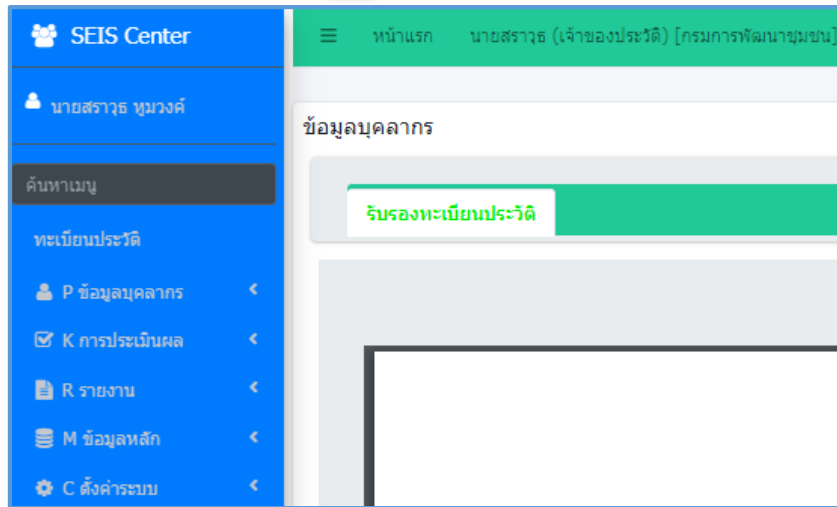 SEIS Center
หน้าแรก นายสราวุธ (เจ้าของประวัติ) [กรมการพัฒนาชุมชน]
นายสราวุธ หูมวงค์
ข้อมูลบุคลากร
ค้นหาเมนู
รับรองทะเบียนประวัติ
ทะเบียนประวัติ
P ข้อมูลบุคลากร
K การประเมินผล
R รายงาน
M ข้อมูลหลัก
C ตั้งค่าระบบ